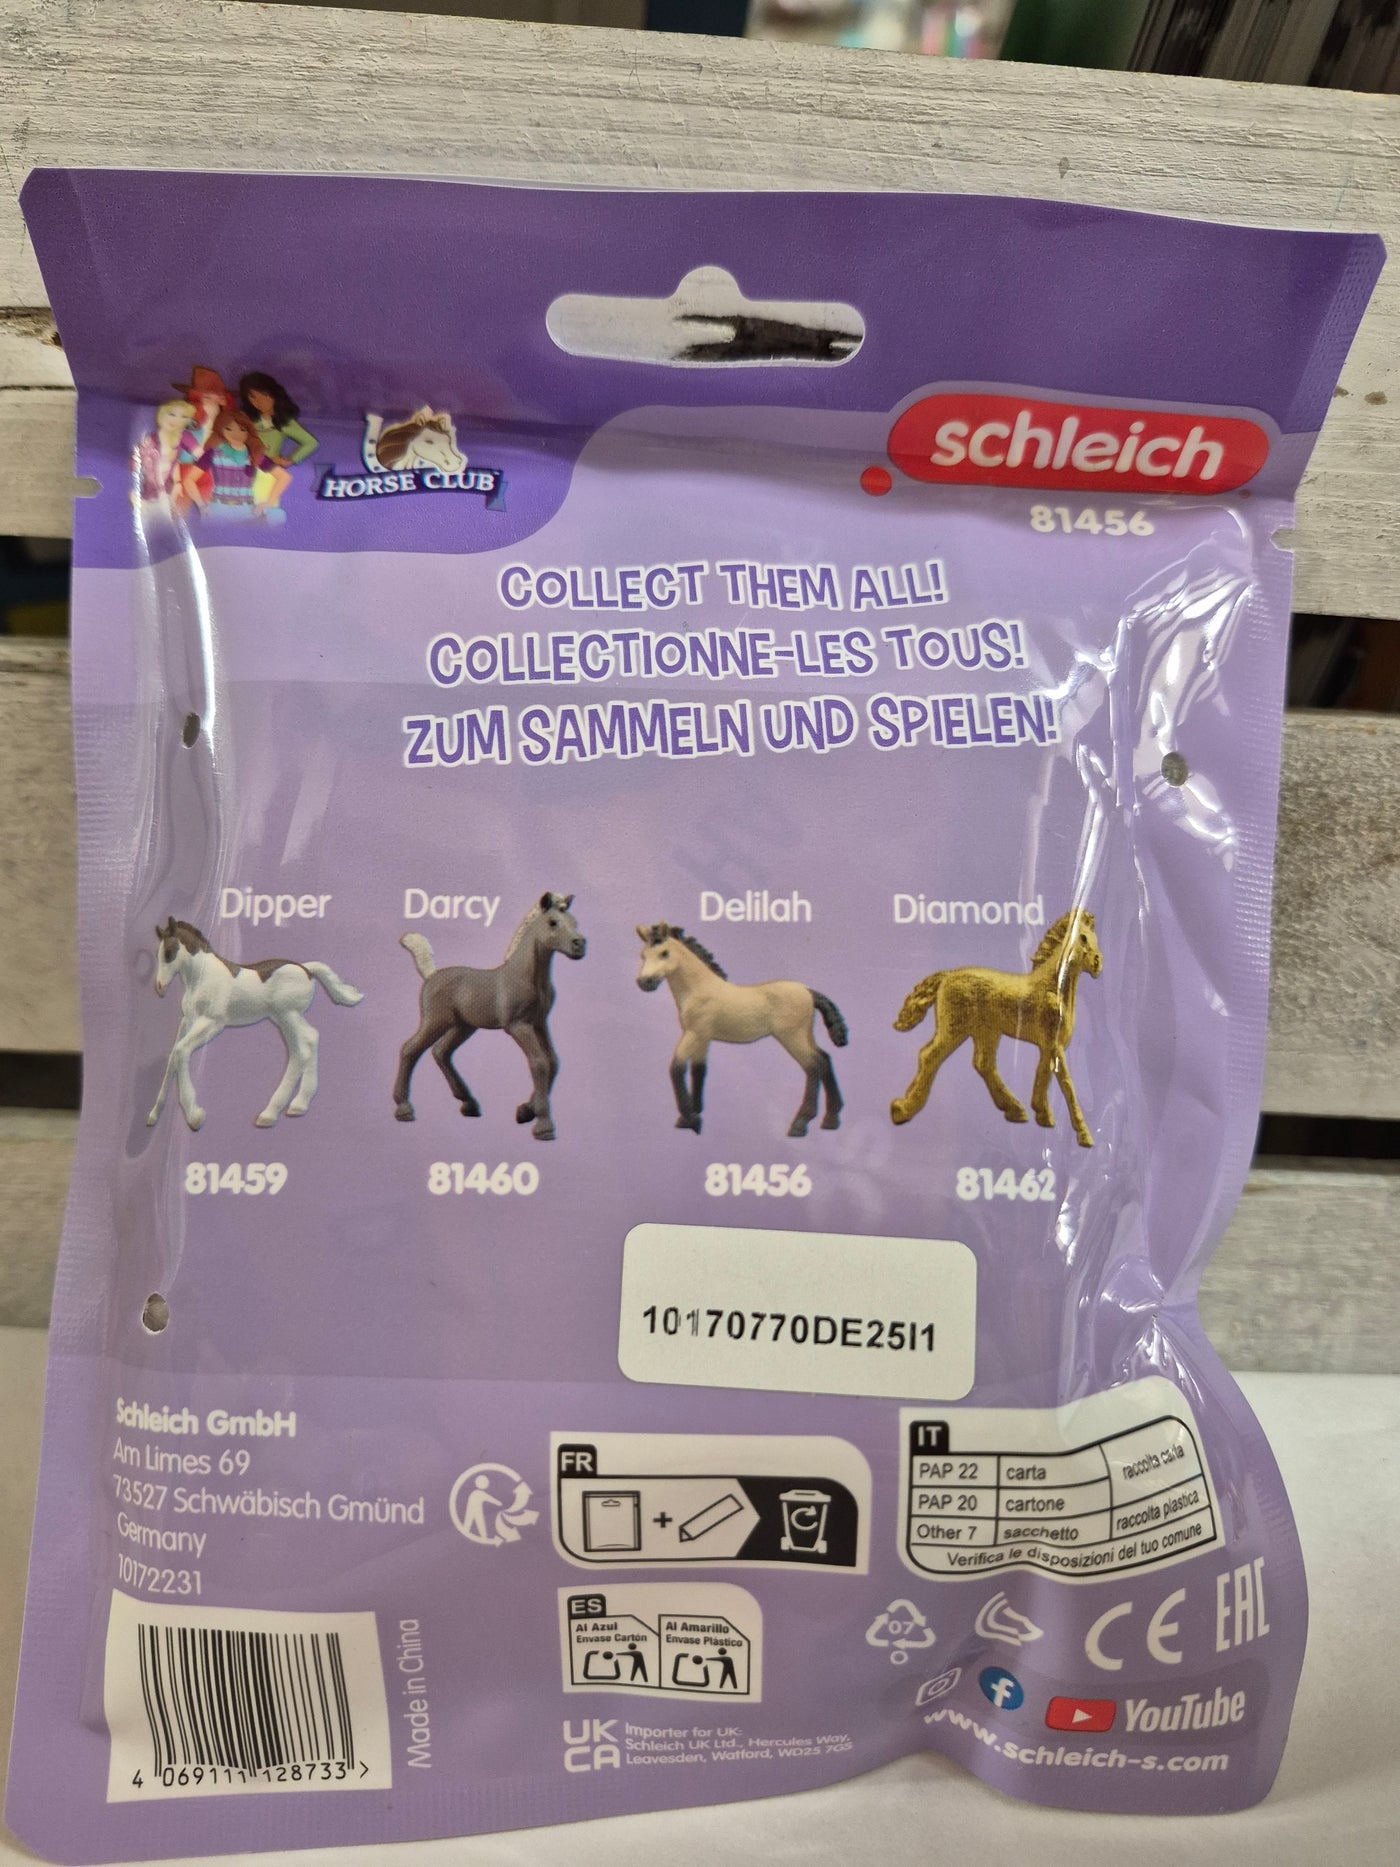 HORSE CLUB
schleich
81456
COLLECT THEM ALL!
COLLECTIONNE-LES TOUS!
ZUM SAMMELN UND SPIELEN!
Dipper Darcy Delilah Diamond
81459 81460 81456 81462
10170770DE25I1
Schleich GmbH
Am Limes 69
73527 Schwäbisch Gmünd
Germany
10172231
Made in China
4 069111 128733 >
FR
ES
Al Azul
Envase Cartón
Al Amarillo
Envase Plástico
IT
PAP 22 carta raccolta carta
PAP 20 cartone
Other 7 sacchetto raccolta plastica
Verifica le disposizioni del tuo comune
07
CE
EAC
UK
CA
Importer for UK:
Schleich UK Ltd., Hercules Way,
Leavesden, Watford, WD25 7GS
f
YouTube
www.schleich-s.com